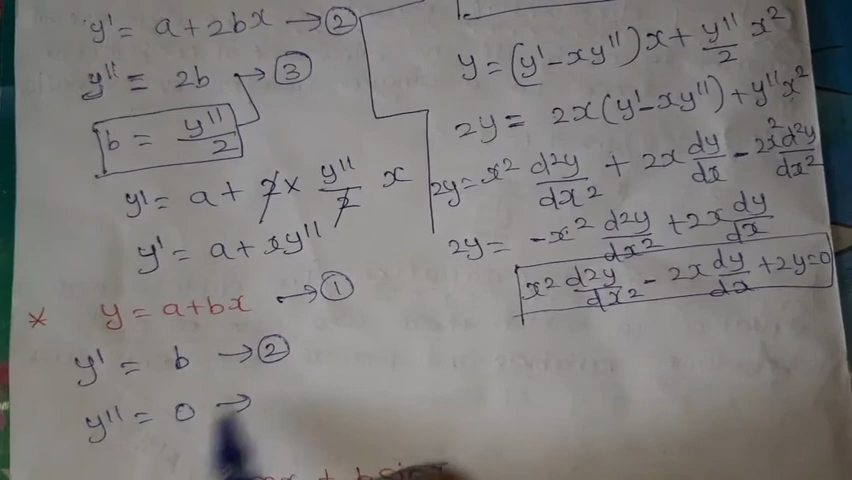 y' = a + 2bx → ②
y'' = 2b → ③
b = y''/2
y' = a + 2 × y''/2 x
y' = a + xy''
y = (y' - xy'')x + y''/2 x²
2y = 2x(y' - xy'') + y''x²
2y = x² d2y/dx2 + 2x dy/dx - 2x² d2y/dx2
2y = -x² d2y/dx2 + 2x dy/dx
x² d2y/dx2 - 2x dy/dx + 2y = 0
* y = a + bx → ①
y' = b → ②
y'' = 0 →